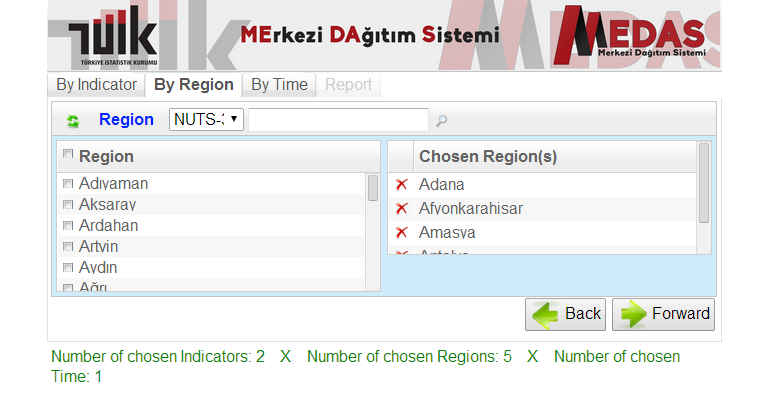 TÜİK
TÜRKİYE İSTATİSTİK KURUMU
MErkezi DAğıtım Sistemi
MEDAS
Merkezi Dağıtım Sistemi
By Indicator By Region By Time Report
Region NUTS-3
Region
Adıyaman
Aksaray
Ardahan
Artvin
Aydın
Ağrı
Chosen Region(s)
Adana
Afyonkarahisar
Amasya
Antalya
Back Forward
Number of chosen Indicators: 2 X Number of chosen Regions: 5 X Number of chosen
Time: 1